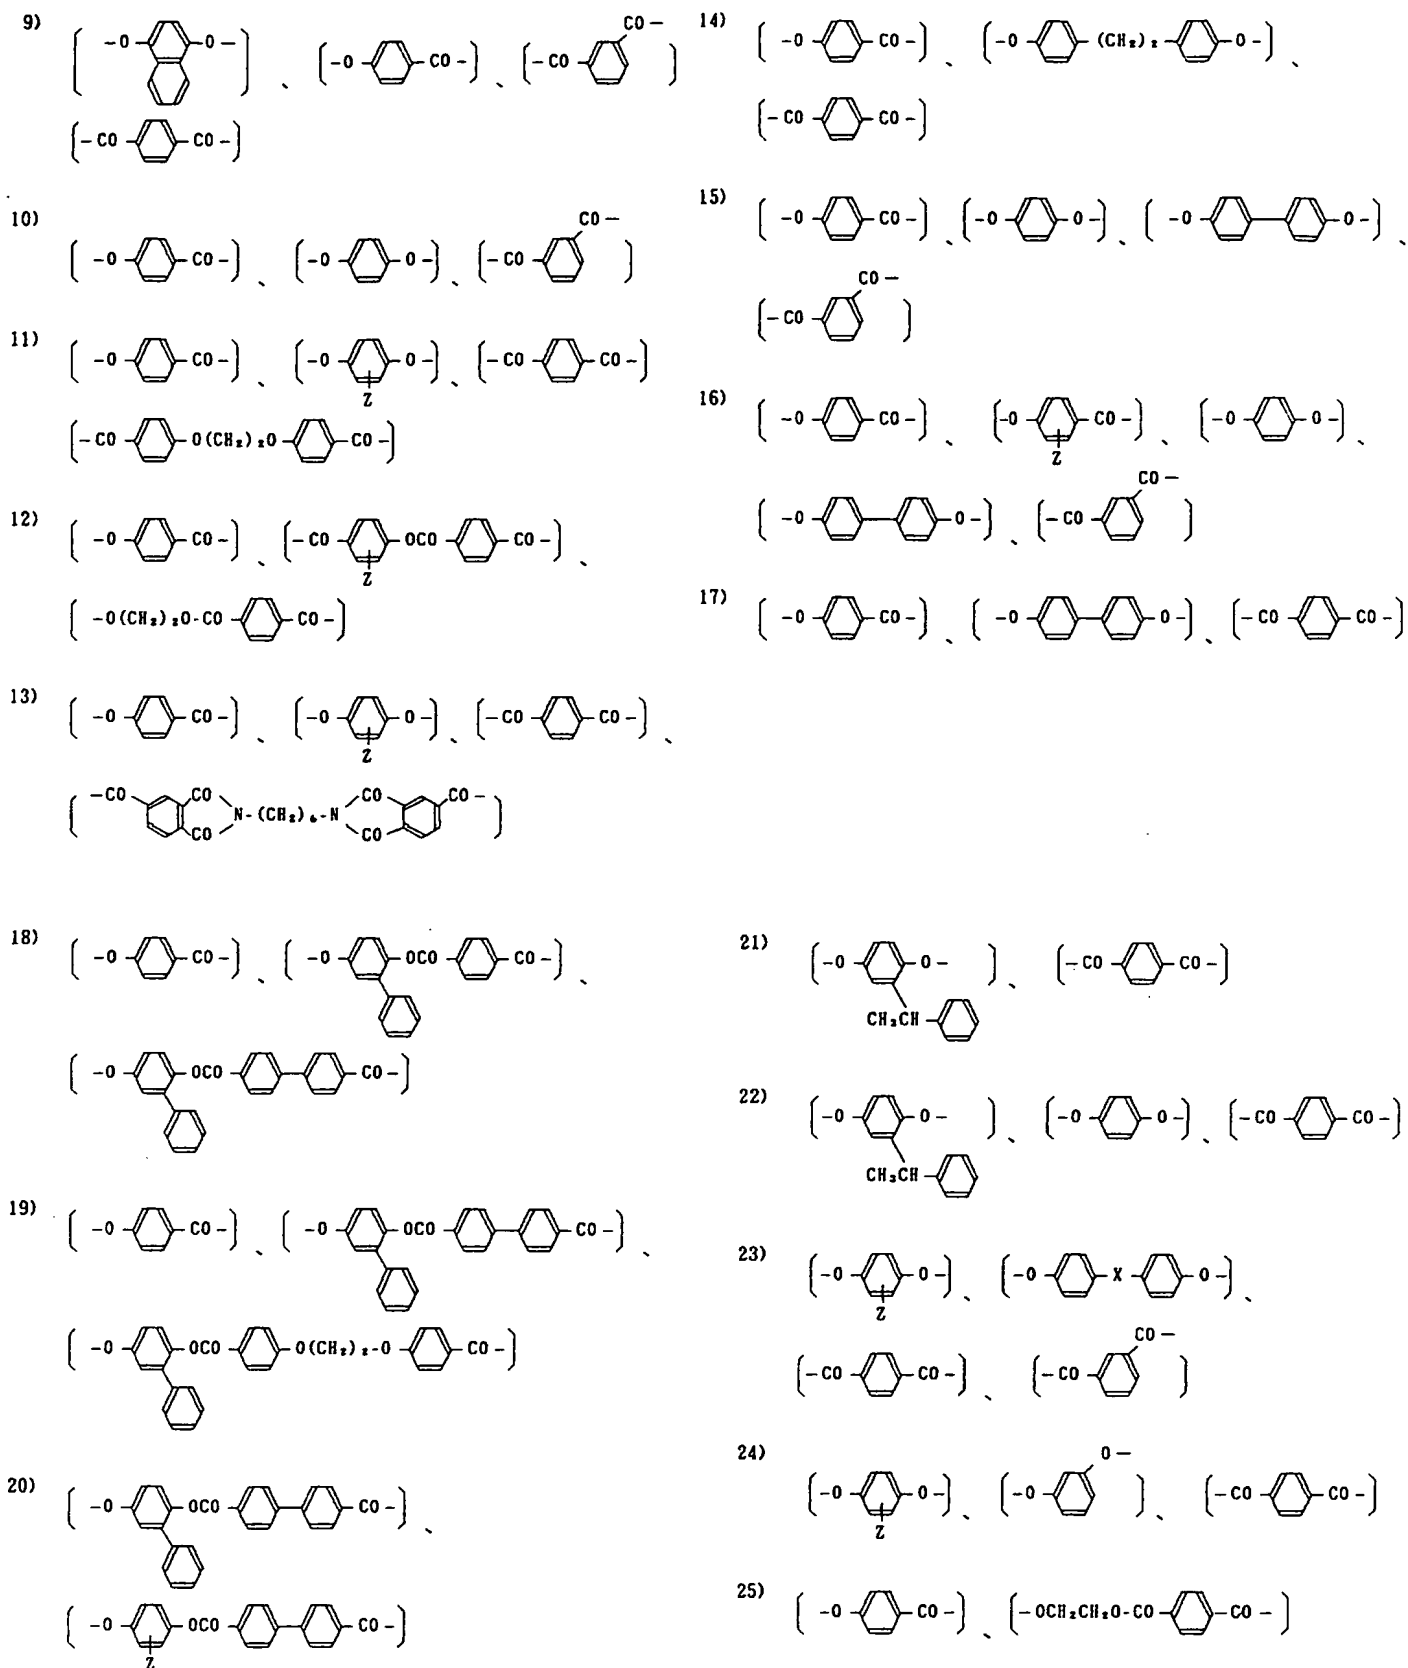 9) -O O- 、 -O CO- 、 -CO CO-
-CO CO-
10) -O CO- 、 -O O- 、 -CO CO-
11) -O CO- 、 -O O- Z 、 -CO CO-
-CO O(CH₂)₂O CO-
12) -O CO- 、 -CO OCO CO- Z 、
-O(CH₂)₂O-CO CO-
13) -O CO- 、 -O O- Z 、 -CO CO- 、
-CO CO CO N-(CH₂)₆-N CO CO CO-
14) -O CO- 、 -O (CH₂)₂ O- 、
-CO CO-
15) -O CO- 、 -O O- 、 -O O- 、
-CO CO-
16) -O CO- 、 -O CO- Z 、 -O O- 、
-O O- 、 -CO CO-
17) -O CO- 、 -O O- 、 -CO CO-
18) -O CO- 、 -O OCO CO- 、
-O OCO CO-
19) -O CO- 、 -O OCO CO- 、
-O OCO O(CH₂)₂-O CO-
20) -O OCO CO- 、
-O OCO CO- Z
21) -O O- CH₃CH 、 -CO CO-
22) -O O- CH₃CH 、 -O O- 、 -CO CO-
23) -O O- Z 、 -O X O- 、
-CO CO- 、 -CO CO-
24) -O O- Z 、 -O O- 、 -CO CO-
25) -O CO- 、 -OCH₂CH₂O-CO CO-